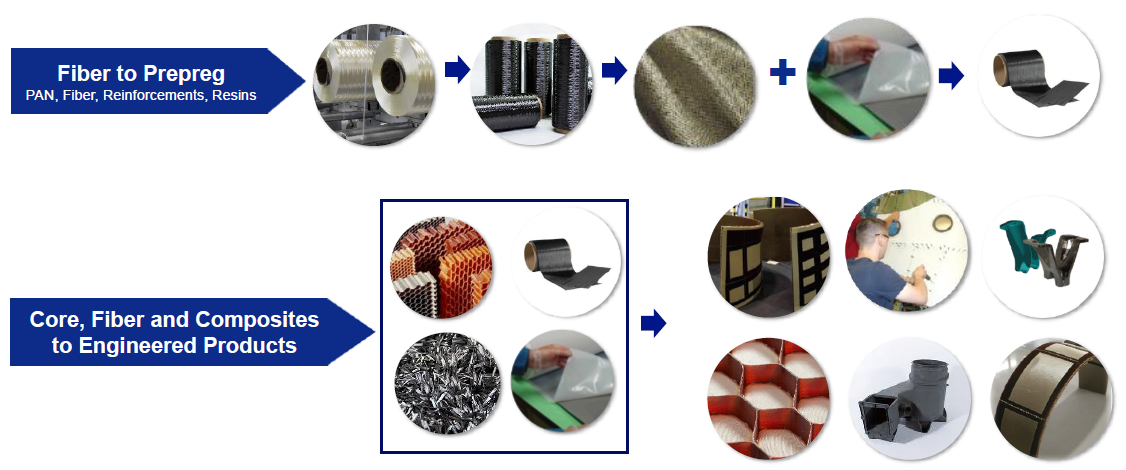 Fiber to Prepreg
PAN, Fiber, Reinforcements, Resins
Core, Fiber and Composites
to Engineered Products